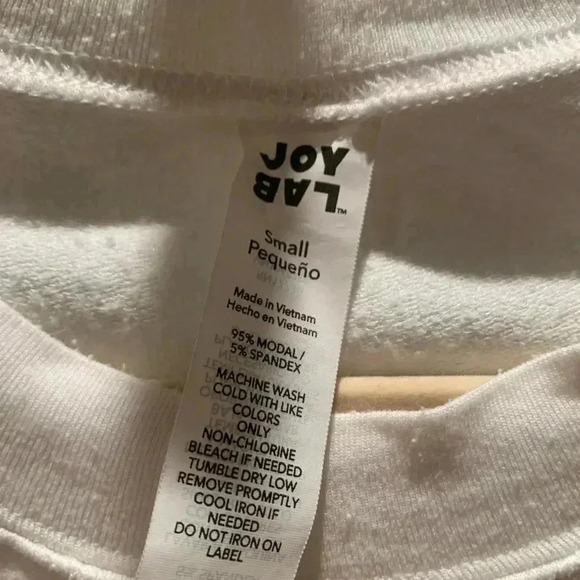 JOY
LAB™
Small
Pequeño
Made in Vietnam
Hecho en Vietnam
95% MODAL /
5% SPANDEX
MACHINE WASH
COLD WITH LIKE
COLORS
ONLY
NON-CHLORINE
BLEACH IF NEEDED
TUMBLE DRY LOW
REMOVE PROMPTLY
COOL IRON IF
NEEDED
DO NOT IRON ON
LABEL